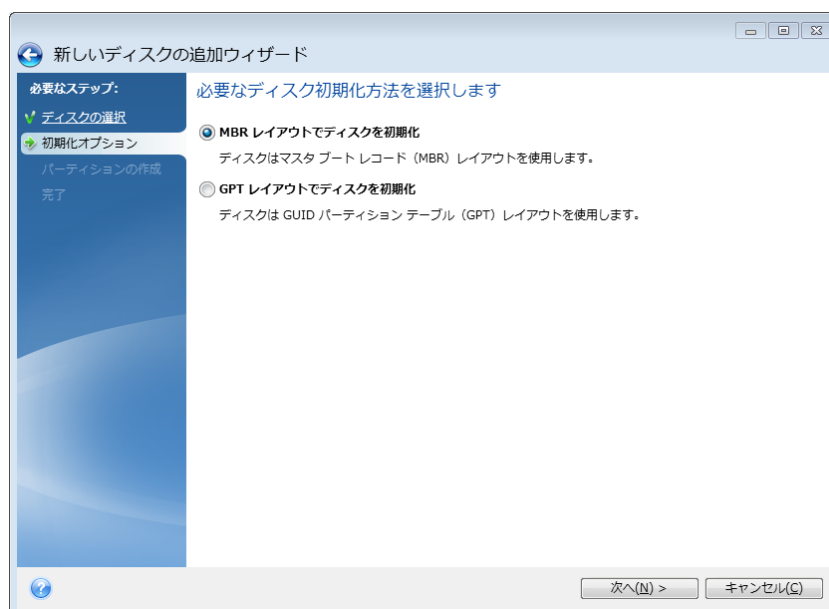 新しいディスクの追加ウィザード
必要なステップ:
ディスクの選択
初期化オプション
パーティションの作成
完了
必要なディスク初期化方法を選択します
MBR レイアウトでディスクを初期化
ディスクはマスタ ブート レコード（MBR）レイアウトを使用します。
GPT レイアウトでディスクを初期化
ディスクは GUID パーティション テーブル（GPT）レイアウトを使用します。
次へ(N) >
キャンセル(C)